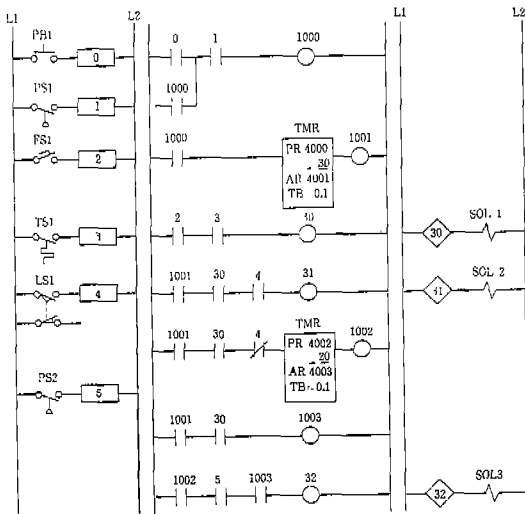 L1
L2
L1
L2
PB1
0
0
1
1000
PS1
1
1000
FS1
2
1000
TMR
PR 4000
30
AR 4001
TB 0.1
1001
TS1
3
2
3
30
30
SOL 1
LS1
4
1001
30
4
31
31
SOL 2
1001
30
4
TMR
PR 4002
20
AR 4003
TB - 0.1
1002
PS2
5
1001
30
1003
1002
5
1003
32
32
SOL3